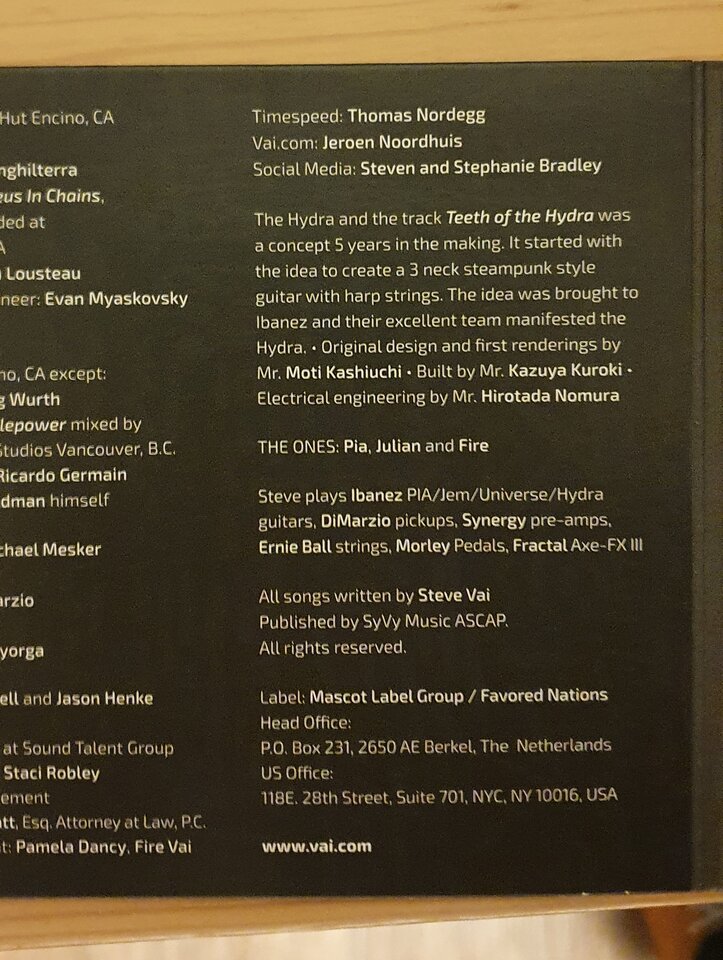 Hut Encino, CA
nghilterra
eus In Chains,
ded at
A
Lousteau
neer: Evan Myaskovsky
no, CA except:
g Wurth
lepower mixed by
Studios Vancouver, B.C.
Ricardo Germain
dman himself
chael Mesker
arzio
yorga
ell and Jason Henke
at Sound Talent Group
Staci Robley
ement
att, Esq. Attorney at Law, P.C.
t: Pamela Dancy, Fire Vai
Timespeed: Thomas Nordegg
Vai.com: Jeroen Noordhuis
Social Media: Steven and Stephanie Bradley
The Hydra and the track Teeth of the Hydra was
a concept 5 years in the making. It started with
the idea to create a 3 neck steampunk style
guitar with harp strings. The idea was brought to
Ibanez and their excellent team manifested the
Hydra. • Original design and first renderings by
Mr. Moti Kashiuchi • Built by Mr. Kazuya Kuroki •
Electrical engineering by Mr. Hirotada Nomura
THE ONES: Pia, Julian and Fire
Steve plays Ibanez PIA/Jem/Universe/Hydra
guitars, DiMarzio pickups, Synergy pre-amps,
Ernie Ball strings, Morley Pedals, Fractal Axe-FX III
All songs written by Steve Vai
Published by SyVy Music ASCAP.
All rights reserved.
Label: Mascot Label Group / Favored Nations
Head Office:
P.O. Box 231, 2650 AE Berkel, The Netherlands
US Office:
118E. 28th Street, Suite 701, NYC, NY 10016, USA
www.vai.com